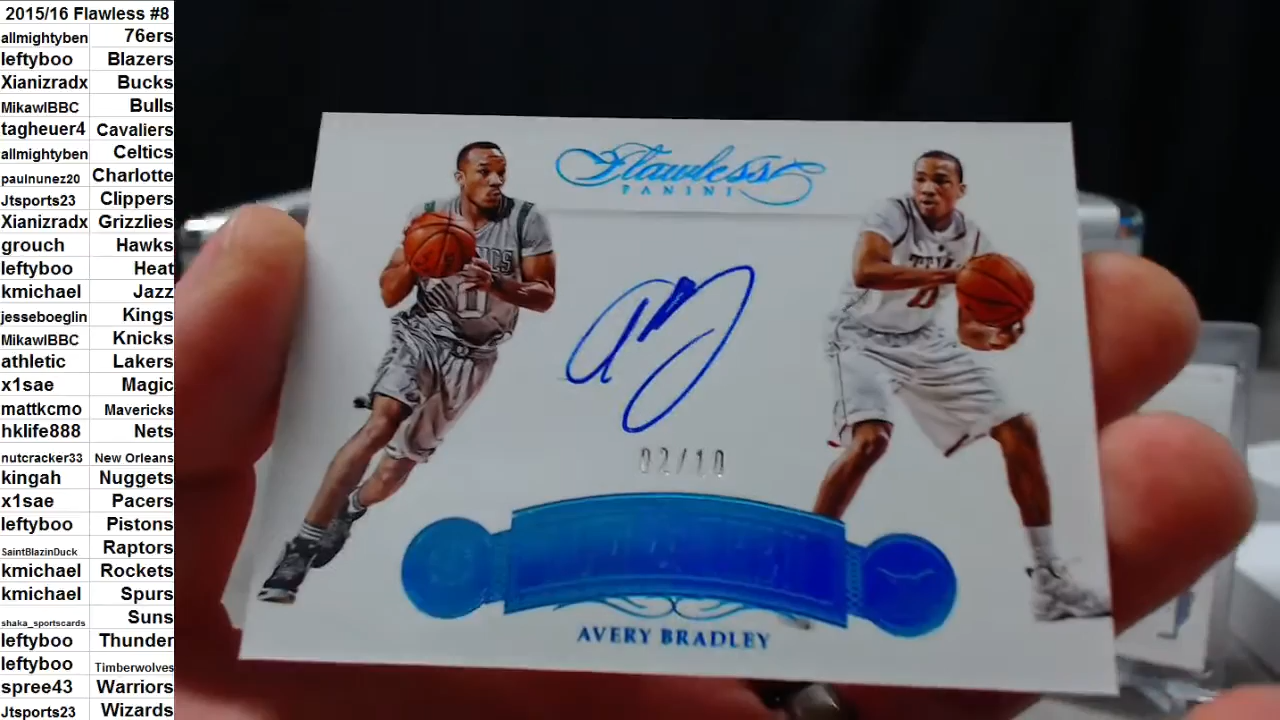 2015/16 Flawless #8
allmightyben 76ers
leftyboo Blazers
Xianizradx Bucks
MikawIBBC Bulls
tagheuer4 Cavaliers
allmightyben Celtics
paulnunez20 Charlotte
Jtsports23 Clippers
Xianizradx Grizzlies
grouch Hawks
leftyboo Heat
kmichael Jazz
jesseboeglin Kings
MikawIBBC Knicks
athletic Lakers
x1sae Magic
mattkcmo Mavericks
hklife888 Nets
nutcracker33 New Orleans
kingah Nuggets
x1sae Pacers
leftyboo Pistons
SaintBlazinDuck Raptors
kmichael Rockets
kmichael Spurs
shaka_sportscards Suns
leftyboo Thunder
leftyboo Timberwolves
spree43 Warriors
Jtsports23 Wizards
Flawless
PANINI
0
02/10
AVERY BRADLEY